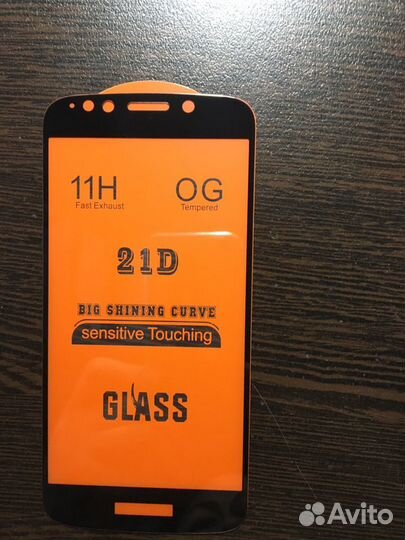 11H OG
Fast Exhaust Tempered
21D
BIG SHINING CURVE
sensitive Touching
GLASS
Avito